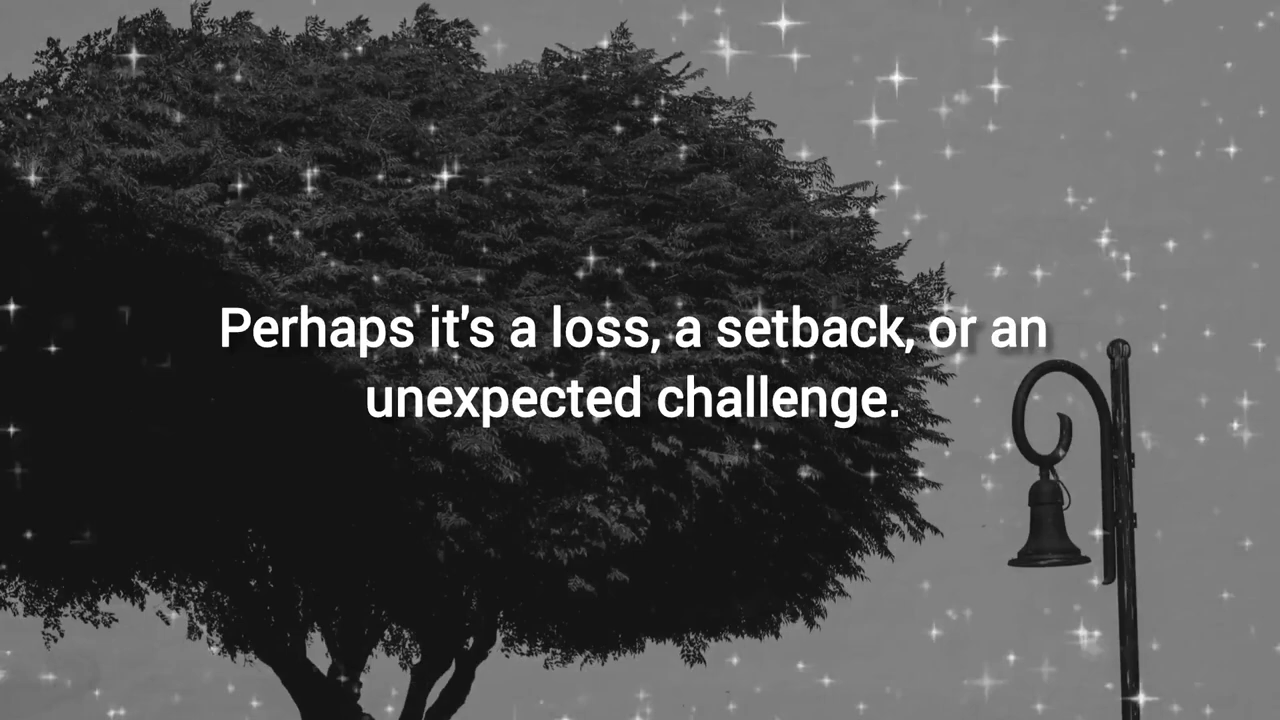 Perhaps it's a loss, a setback, or an
unexpected challenge.